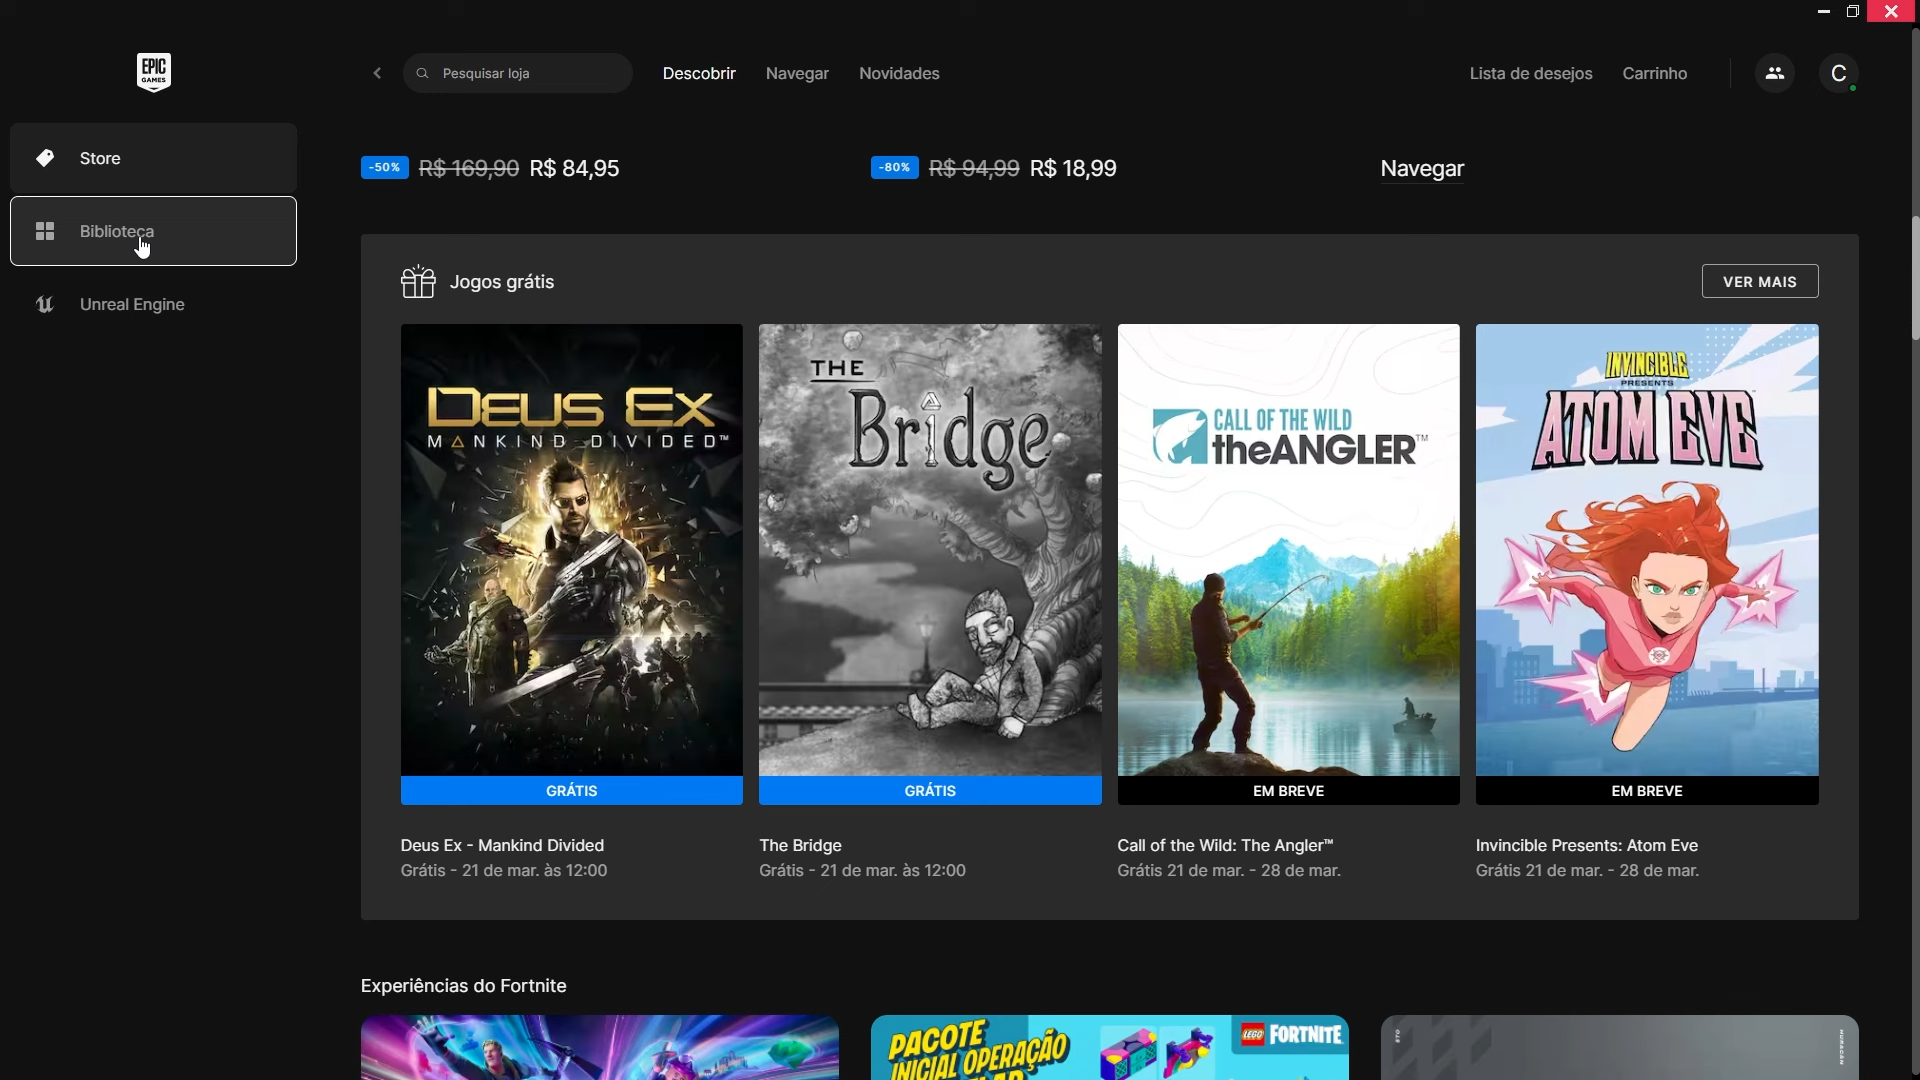 EPIC
GAMES
Pesquisar loja
Descobrir
Navegar
Novidades
Lista de desejos
Carrinho
C
Store
Biblioteca
Unreal Engine
-50% R$ 169,90 R$ 84,95
-80% R$ 94,99 R$ 18,99
Navegar
Jogos grátis
VER MAIS
DEUS EX
MANKIND DIVIDED™
GRÁTIS
Deus Ex - Mankind Divided
Grátis - 21 de mar. às 12:00
THE
Bridge
GRÁTIS
The Bridge
Grátis - 21 de mar. às 12:00
CALL OF THE WILD
theANGLER™
EM BREVE
Call of the Wild: The Angler™
Grátis 21 de mar. - 28 de mar.
INVINCIBLE
PRESENTS
ATOM EVE
EM BREVE
Invincible Presents: Atom Eve
Grátis 21 de mar. - 28 de mar.
Experiências do Fortnite
PACOTE
INICIAL OPERAÇÃO
LEGO FORTNITE